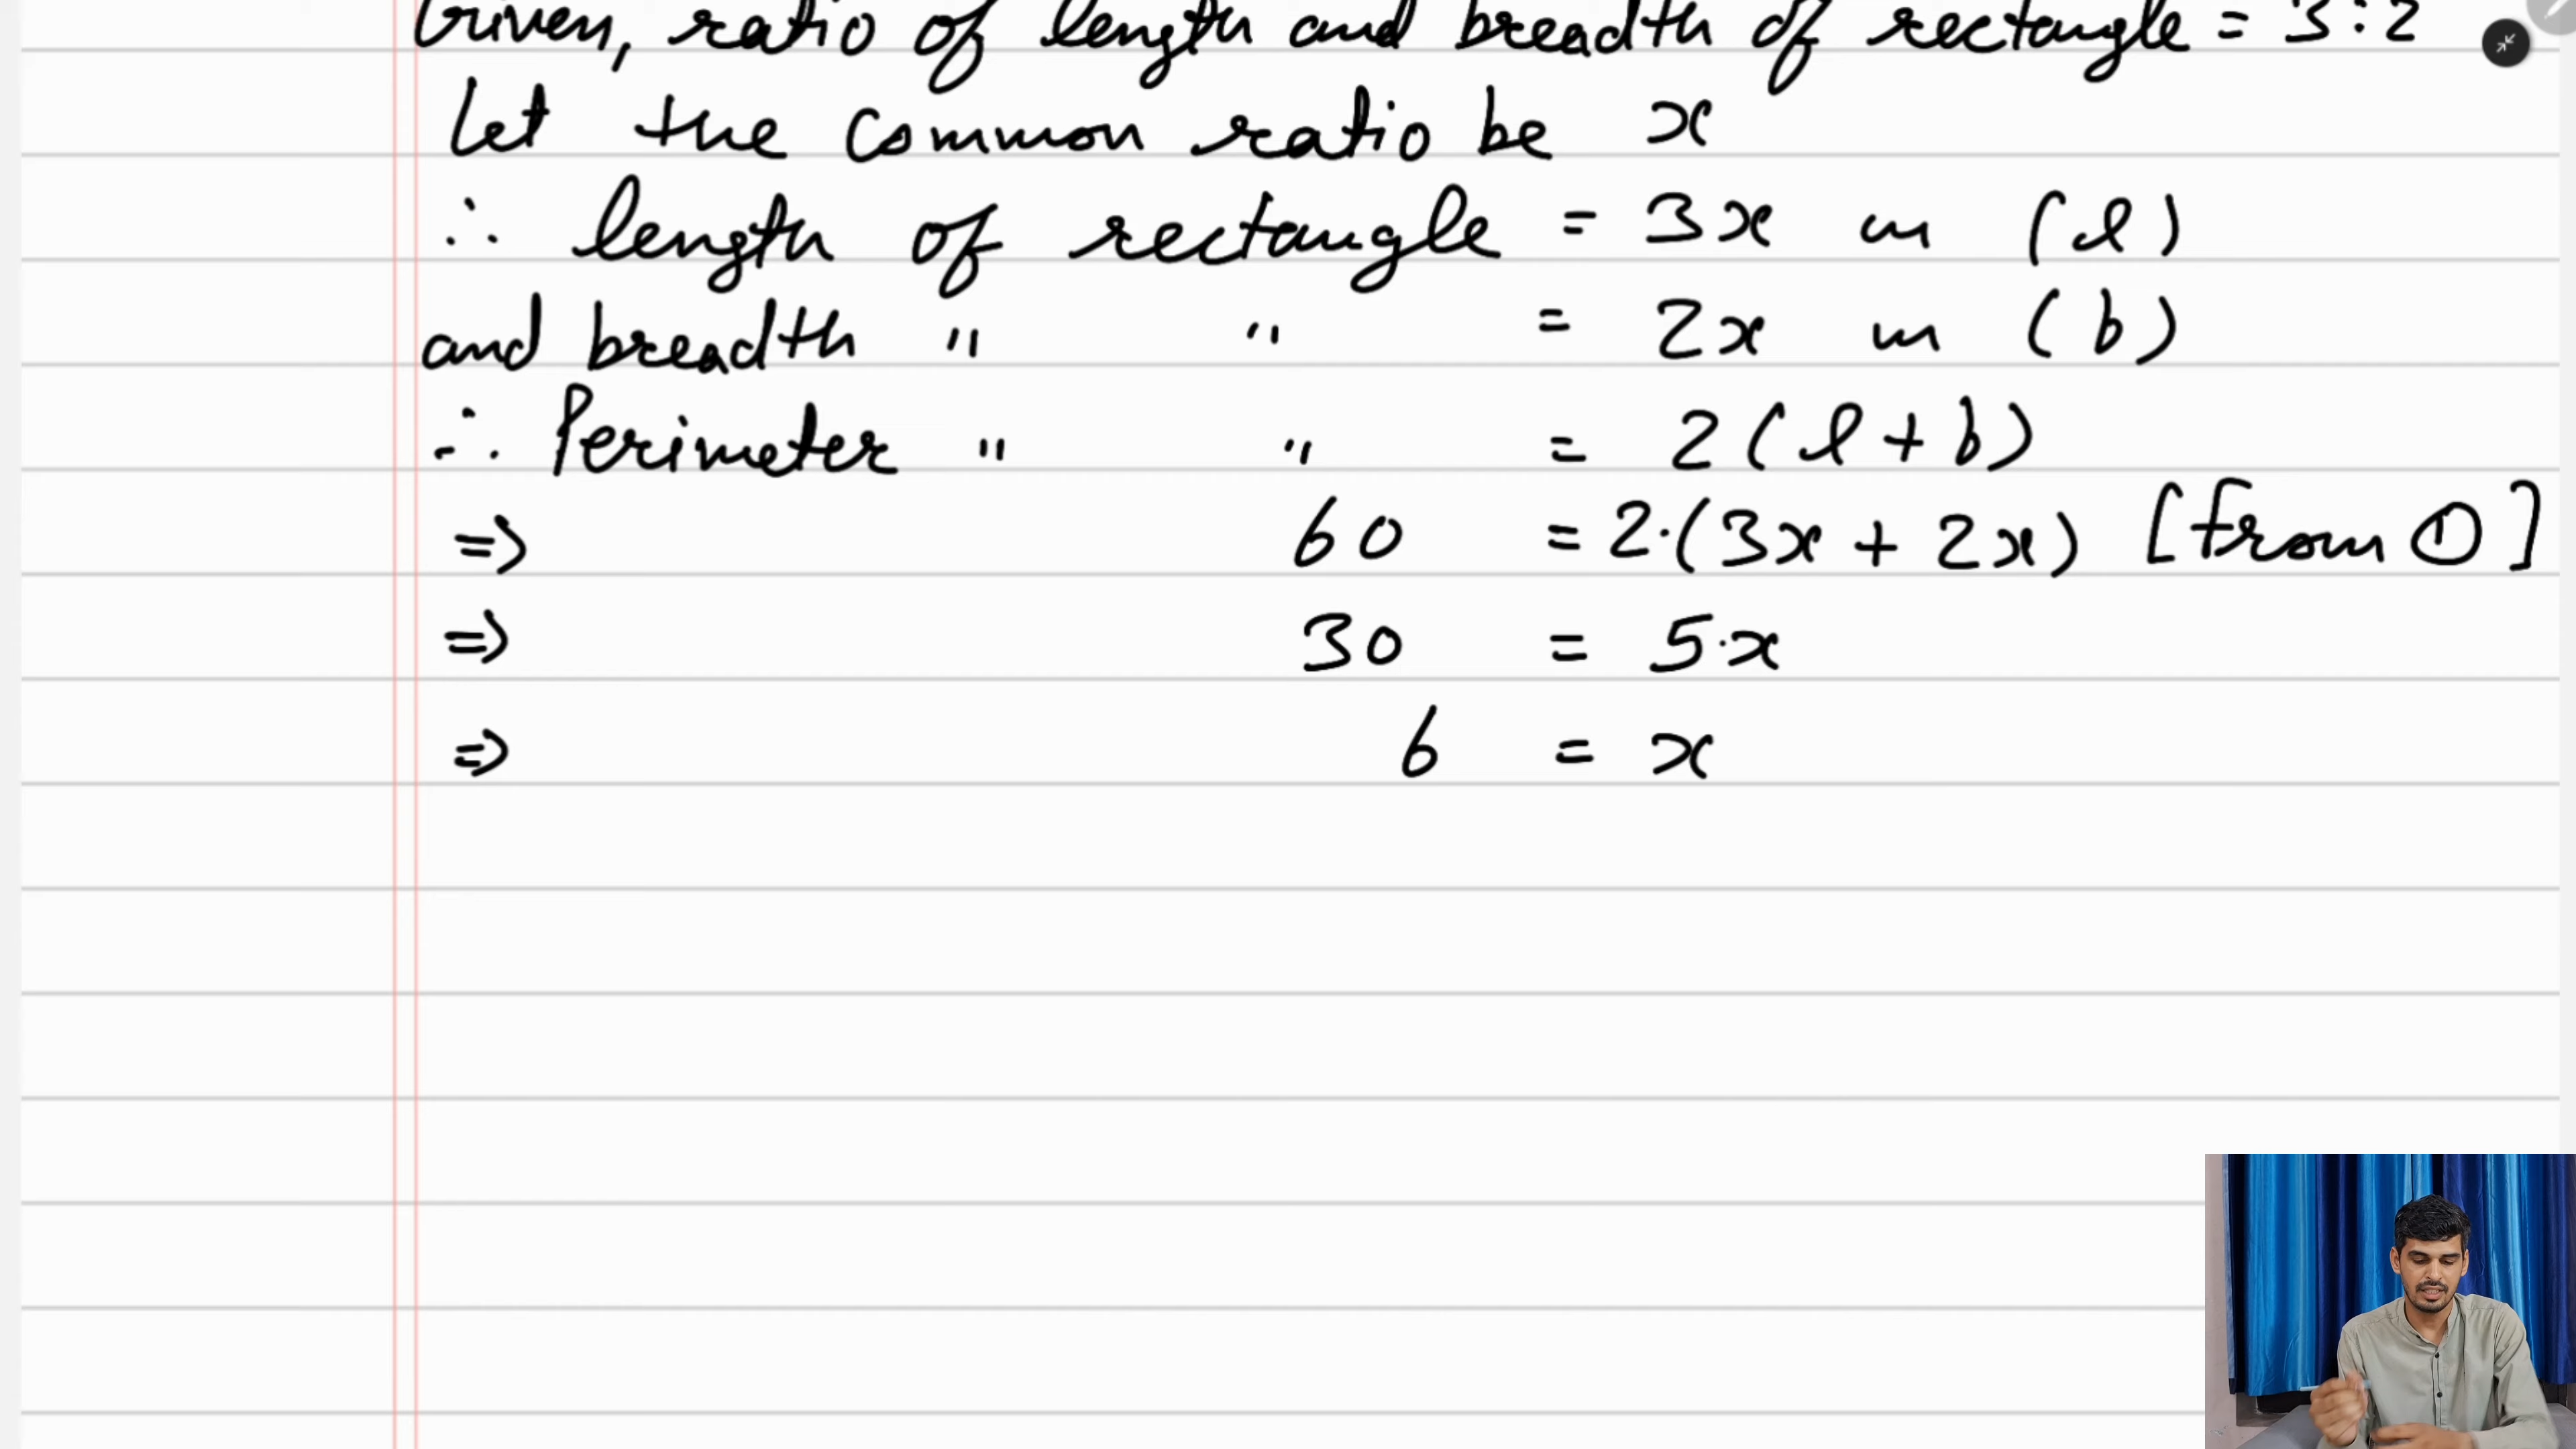 Given, ratio of length and breadth of rectangle = 3:2
Let the common ratio be x
∴ length of rectangle = 3x m (l)
and breadth " " = 2x m (b)
∴ Perimeter " " = 2(l+b)
=> 60 = 2·(3x + 2x) [from ①]
=> 30 = 5·x
=> 6 = x